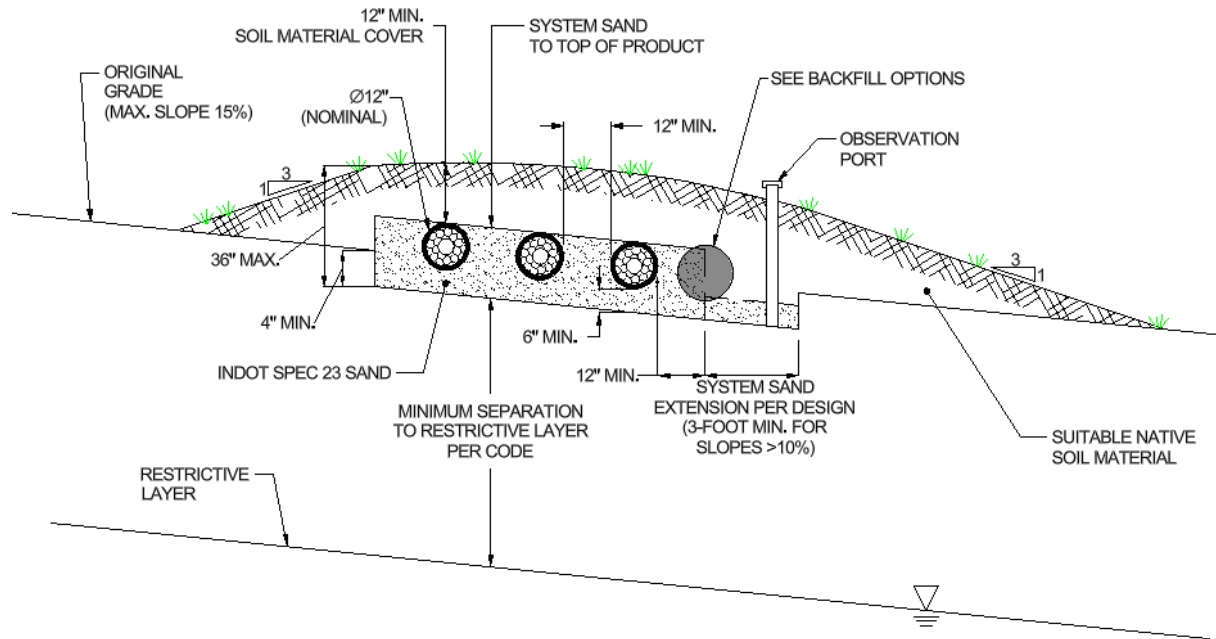 12" MIN.
SOIL MATERIAL COVER
SYSTEM SAND
TO TOP OF PRODUCT
ORIGINAL
GRADE
(MAX. SLOPE 15%)
Ø12"
(NOMINAL)
12" MIN.
SEE BACKFILL OPTIONS
OBSERVATION
PORT
3
1
36" MAX.
4" MIN.
INDOT SPEC 23 SAND
6" MIN.
12" MIN.
SYSTEM SAND
EXTENSION PER DESIGN
(3-FOOT MIN. FOR
SLOPES >10%)
3
1
MINIMUM SEPARATION
TO RESTRICTIVE LAYER
PER CODE
SUITABLE NATIVE
SOIL MATERIAL
RESTRICTIVE
LAYER